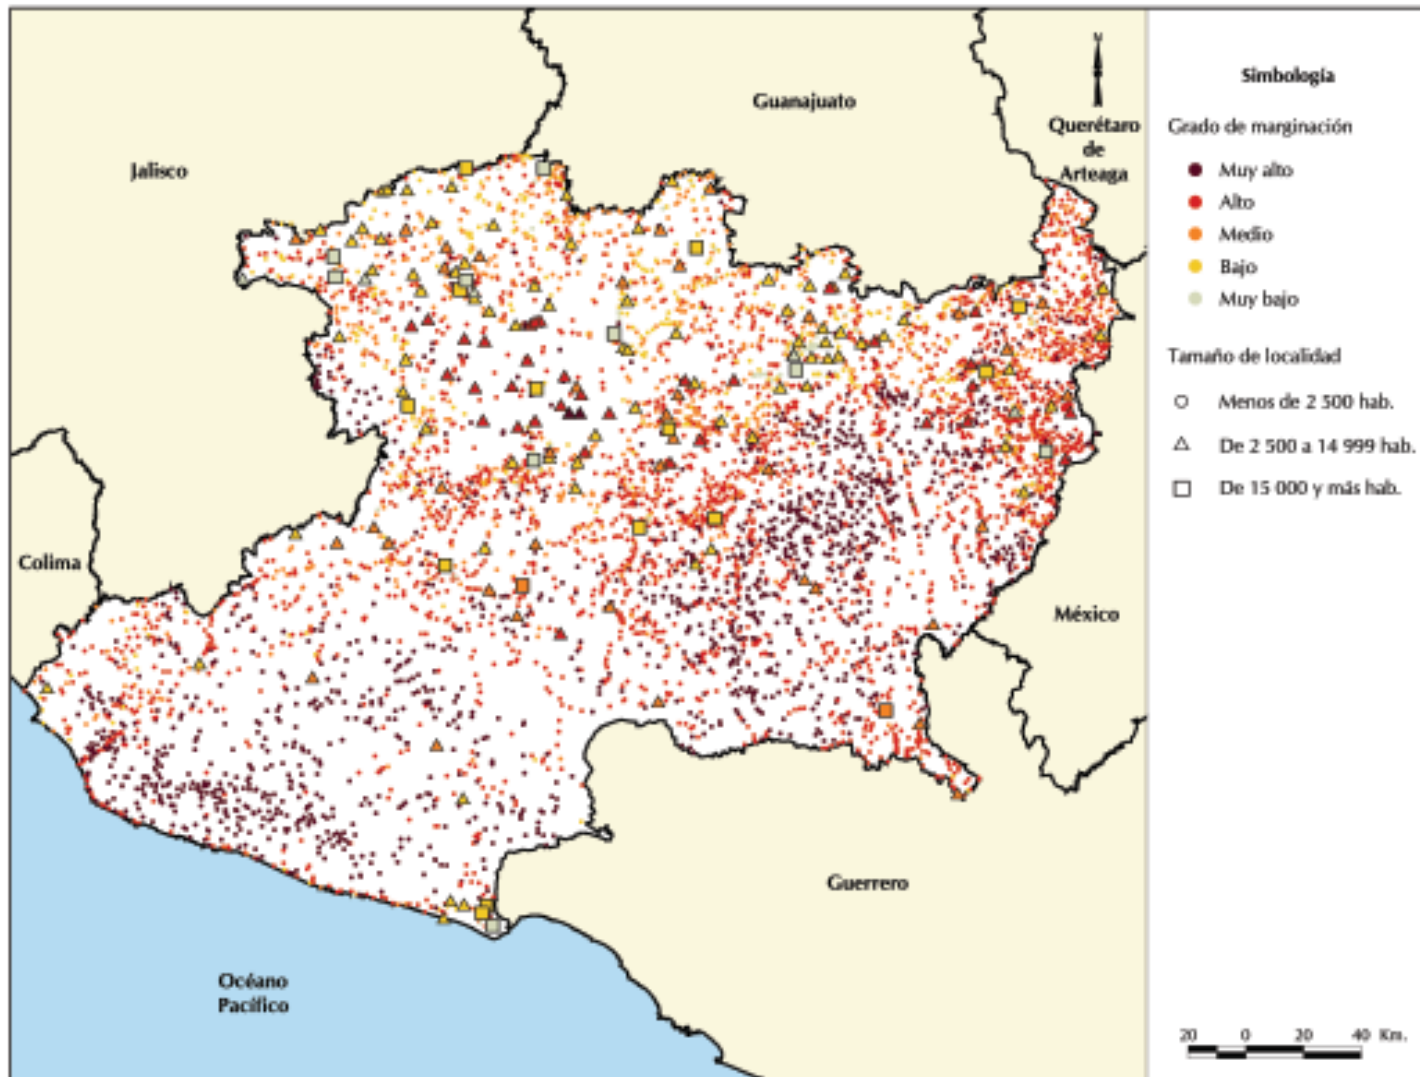 Jalisco
Guanajuato
N
Querétaro
de
Arteaga
Colima
México
Guerrero
Océano
Pacífico
Simbología
Grado de marginación
Muy alto
Alto
Medio
Bajo
Muy bajo
Tamaño de localidad
Menos de 2 500 hab.
De 2 500 a 14 999 hab.
De 15 000 y más hab.
20 0 20 40 Km.